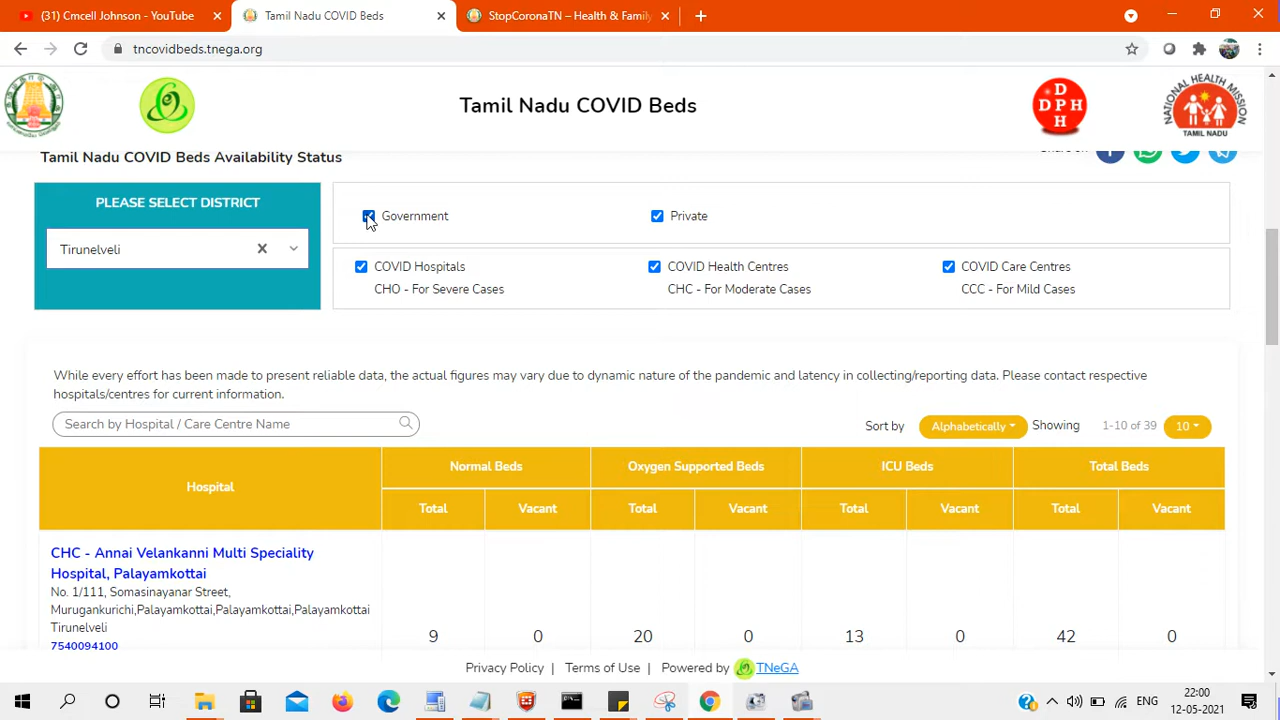 (31) Cmcell Johnson - YouTube
Tamil Nadu COVID Beds
StopCoronaTN – Health & Family
tncovidbeds.tnega.org
Tamil Nadu COVID Beds
D
D P H
H
NATIONAL HEALTH MISSION
TAMIL NADU
Tamil Nadu COVID Beds Availability Status
PLEASE SELECT DISTRICT
Tirunelveli
Government
Private
COVID Hospitals
CHO - For Severe Cases
COVID Health Centres
CHC - For Moderate Cases
COVID Care Centres
CCC - For Mild Cases
While every effort has been made to present reliable data, the actual figures may vary due to dynamic nature of the pandemic and latency in collecting/reporting data. Please contact respective
hospitals/centres for current information.
Search by Hospital / Care Centre Name
Sort by Alphabetically Showing 1-10 of 39 10
Hospital Normal Beds Oxygen Supported Beds ICU Beds Total Beds
Total Vacant Total Vacant Total Vacant Total Vacant
CHC - Annai Velankanni Multi Speciality
Hospital, Palayamkottai
No. 1/111, Somasinayanar Street,
Murugankurichi,Palayamkottai,Palayamkottai,Palayamkottai
Tirunelveli
7540094100
9 0 20 0 13 0 42 0
Privacy Policy | Terms of Use | Powered by TNeGA
ENG
22:00
12-05-2021